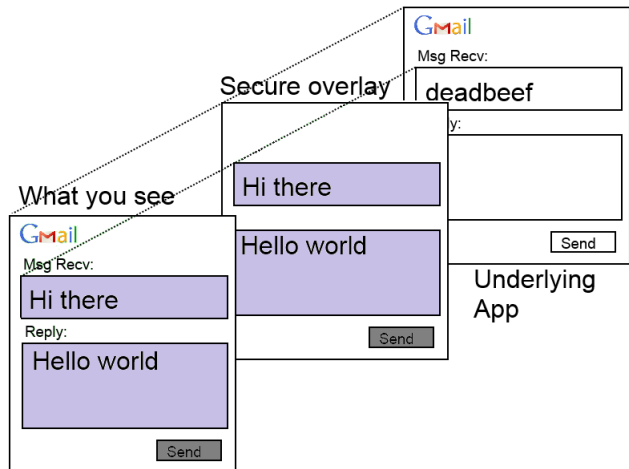 Gmail
Msg Recv:
deadbeef
y:
Send
Underlying
App
Secure overlay
Hi there
Hello world
Send
What you see
Gmail
Msg Recv:
Hi there
Reply:
Hello world
Send